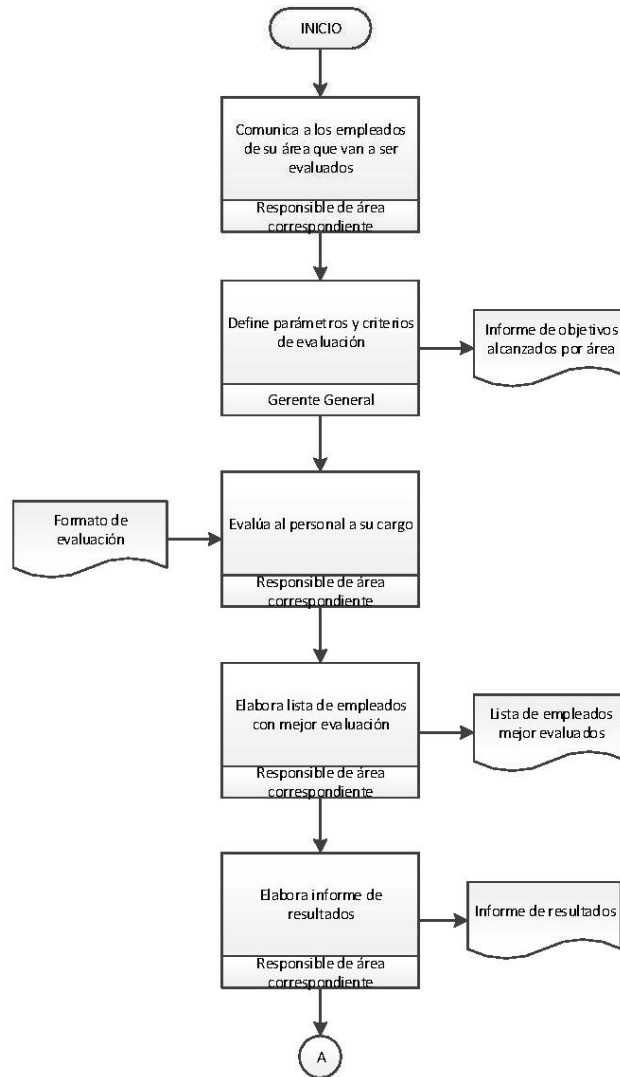 INICIO
Comunica a los empleados
de su área que van a ser
evaluados
Responsible de área
correspondiente
Define parámetros y criterios
de evaluación
Gerente General
Informe de objetivos
alcanzados por área
Formato de
evaluación
Evalúa al personal a su cargo
Responsible de área
correspondiente
Elabora lista de empleados
con mejor evaluación
Responsible de área
correspondiente
Lista de empleados
mejor evaluados
Elabora informe de
resultados
Responsible de área
correspondiente
Informe de resultados
A